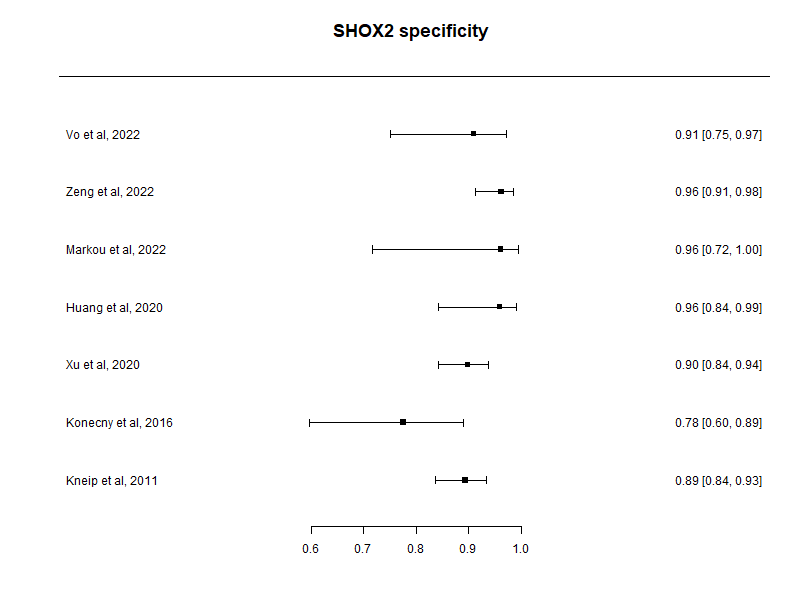 SHOX2 specificity
Vo et al, 2022 0.91 [0.75, 0.97]
Zeng et al, 2022 0.96 [0.91, 0.98]
Markou et al, 2022 0.96 [0.72, 1.00]
Huang et al, 2020 0.96 [0.84, 0.99]
Xu et al, 2020 0.90 [0.84, 0.94]
Konecny et al, 2016 0.78 [0.60, 0.89]
Kneip et al, 2011 0.89 [0.84, 0.93]
0.6 0.7 0.8 0.9 1.0